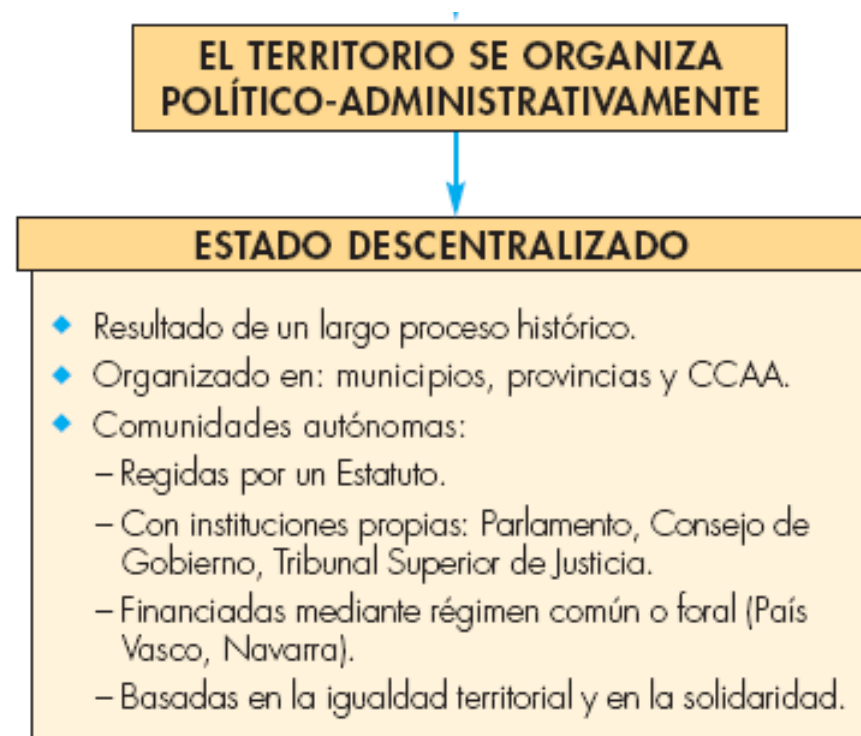 EL TERRITORIO SE ORGANIZA
POLÍTICO-ADMINISTRATIVAMENTE
ESTADO DESCENTRALIZADO
◆ Resultado de un largo proceso histórico.
◆ Organizado en: municipios, provincias y CCAA.
◆ Comunidades autónomas:
– Regidas por un Estatuto.
– Con instituciones propias: Parlamento, Consejo de
Gobierno, Tribunal Superior de Justicia.
– Financiadas mediante régimen común o foral (País
Vasco, Navarra).
– Basadas en la igualdad territorial y en la solidaridad.